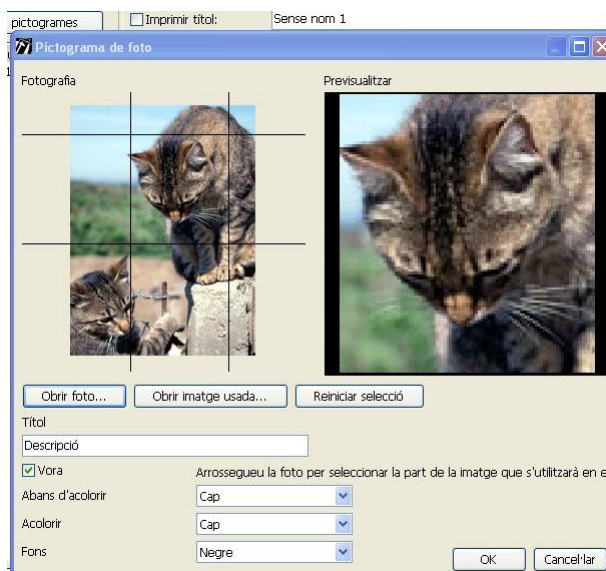 pictogrames Imprimir títol: Sense nom 1
Pictograma de foto
Fotografia Previsualitzar
Obrir foto... Obrir imatge usada... Reiniciar selecció
Títol
Descripció
Vora Arrossegueu la foto per seleccionar la part de la imatge que s'utilitzarà en e
Abans d'acolorir Cap
Acolorir Cap
Fons Negre
OK Cancel·lar